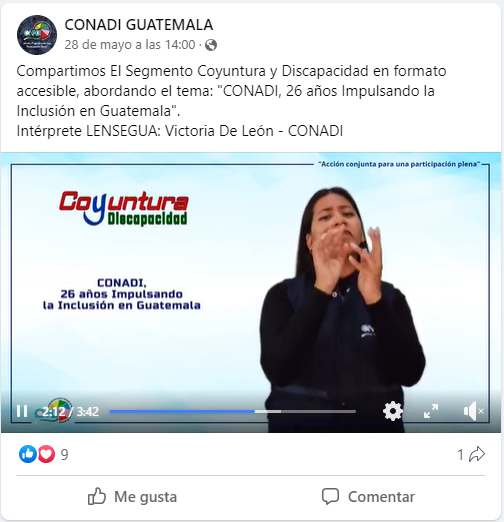 CONADI GUATEMALA
28 de mayo a las 14:00 ·
Compartimos El Segmento Coyuntura y Discapacidad en formato
accesible, abordando el tema: "CONADI, 26 años Impulsando la
Inclusión en Guatemala".
Intérprete LENSEGUA: Victoria De León - CONADI
"Acción conjunta para una participación plena"
Coyuntura
Discapacidad
CONADI,
26 años Impulsando
la Inclusión en Guatemala
2:12 / 3:42
9
1
Me gusta
Comentar